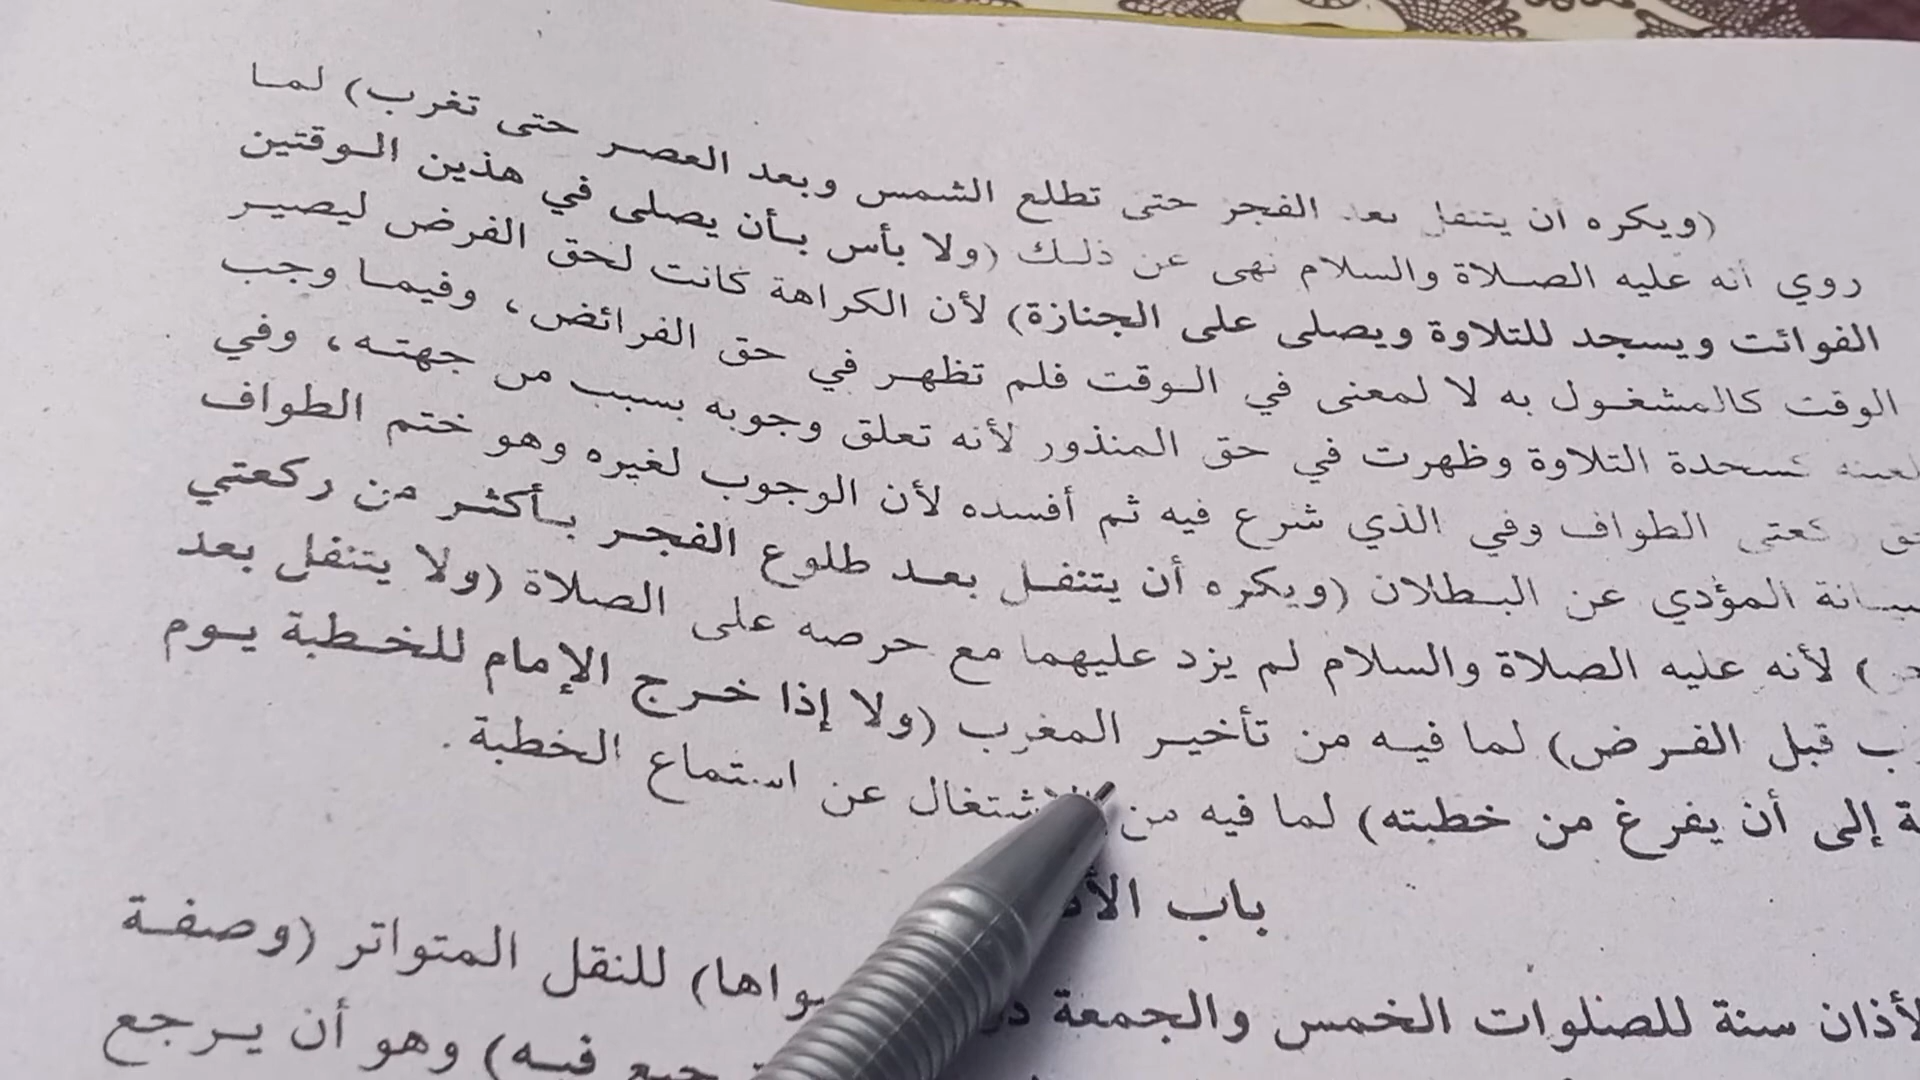 (ويكره أن يتنفل بعد الفجر حتى تطلع الشمس وبعد العصر حتى تغرب) لما
روي أنه عليه الصلاة والسلام نهى عن ذلك (ولا بأس بأن يصلى في هذين الوقتين
الفوائت ويسجد للتلاوة ويصلى على الجنازة) لأن الكراهة كانت لحق الفرض ليصير
الوقت كالمشغول به لا لمعنى في الوقت فلم تظهر في حق الفرائض، وفيما وجب
لعينه كسجدة التلاوة وظهرت في حق المنذور لأنه تعلق وجوبه بسبب من جهته، وفي
ركعتي الطواف وفي الذي شرع فيه ثم أفسده لأن الوجوب لغيره وهو ختم الطواف
المؤدي عن البطلان (ويكره أن يتنفل بعد طلوع الفجر بأكثر من ركعتي
) لأنه عليه الصلاة والسلام لم يزد عليهما مع حرصه على الصلاة (ولا يتنفل بعد
قبل الفرض) لما فيه من تأخير المغرب (ولا إذا خرج الإمام للخطبة يوم
إلى أن يفرغ من خطبته) لما فيه من الاشتغال عن استماع الخطبة.
باب
الأذان سنة للصلوات الخمس والجمعة للنقل المتواتر (وصفة
فيه) وهو أن يرجع